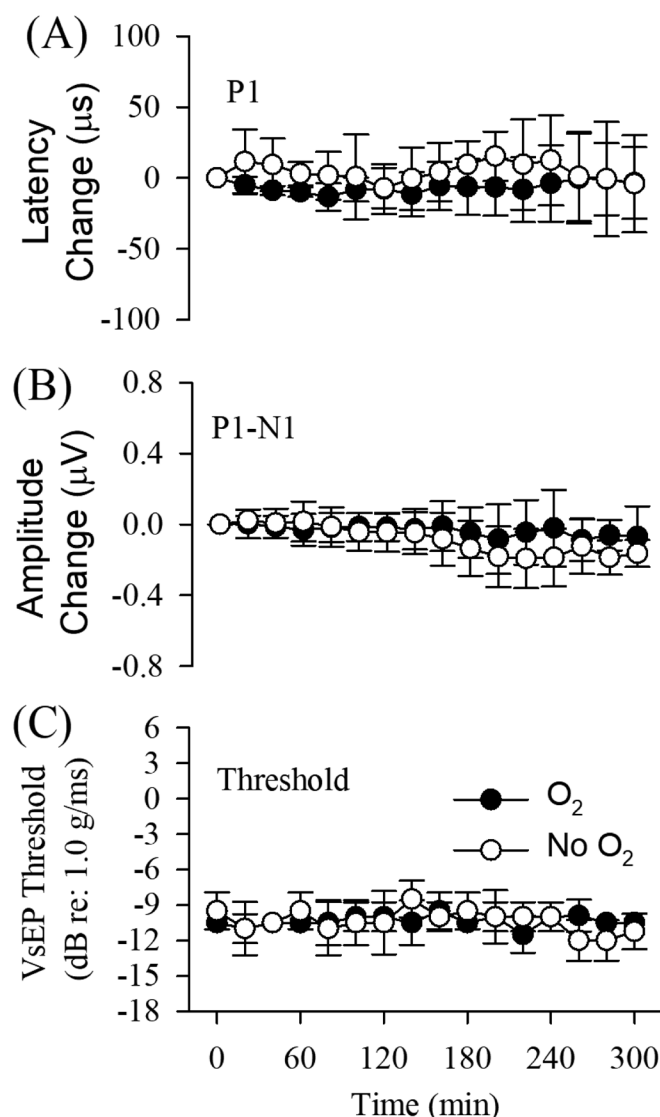 (A)
P1
Latency
Change (μs)
100
50
0
-50
-100
(B)
P1-N1
Amplitude
Change (μV)
0.8
0.4
0.0
-0.4
-0.8
(C)
Threshold
VsEP Threshold
(dB re: 1.0 g/ms)
6
3
0
-3
-6
-9
-12
-15
-18
O₂
No O₂
0 60 120 180 240 300
Time (min)